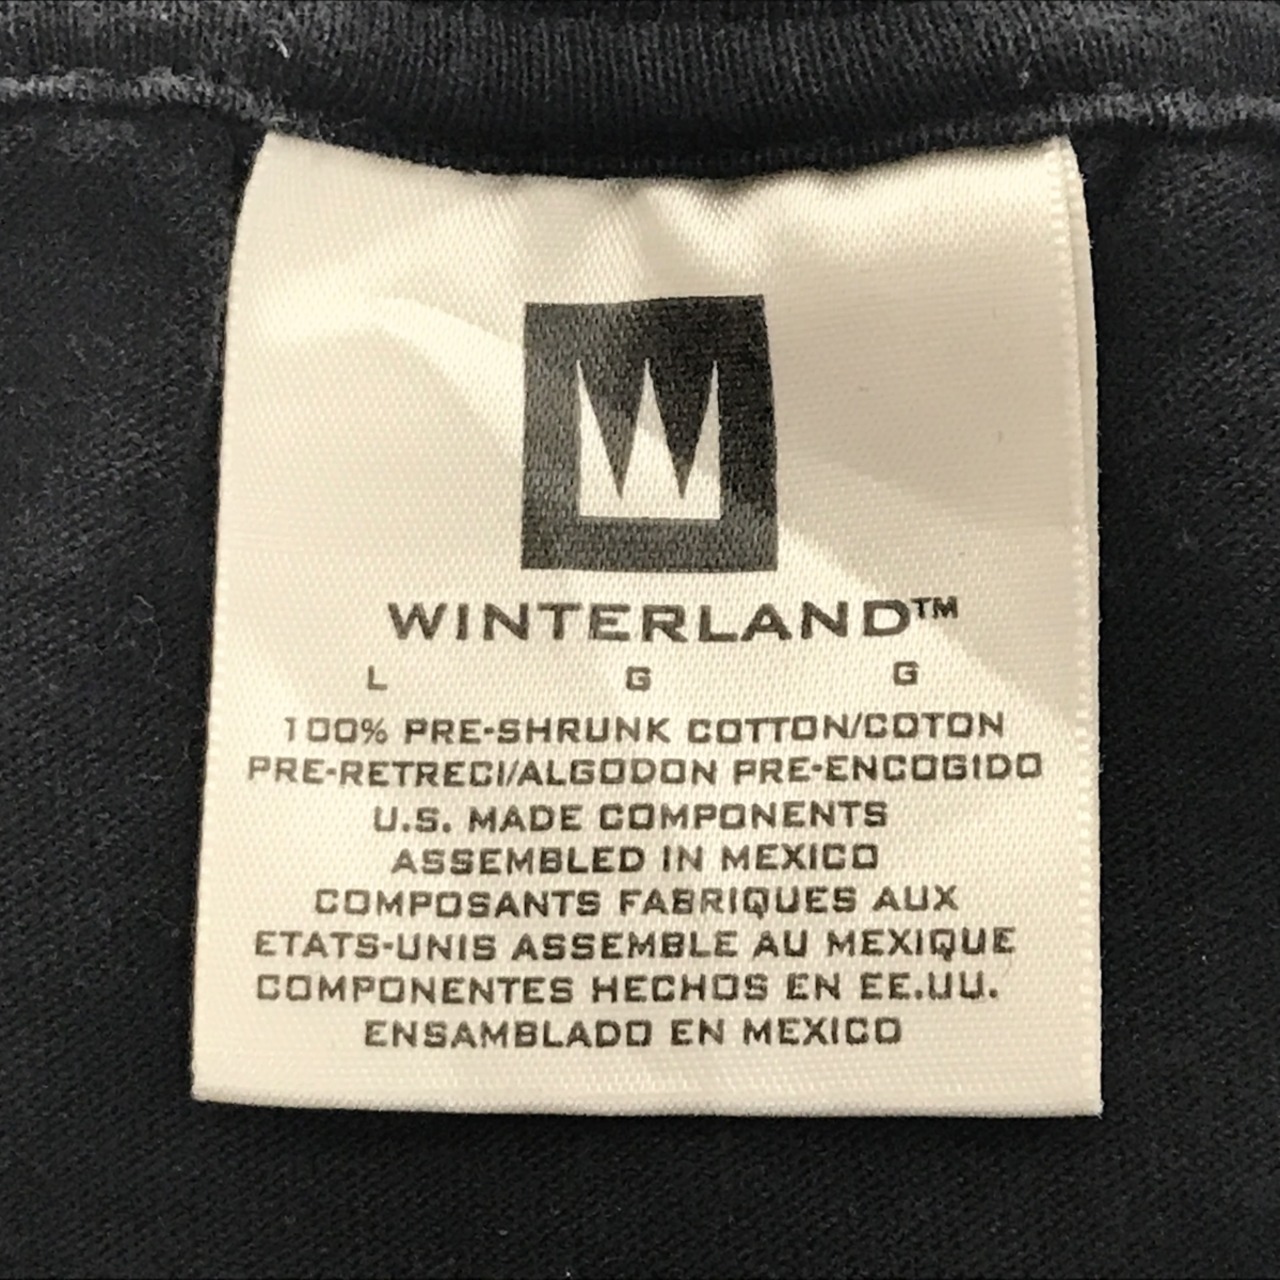 W
WINTERLAND™
L G G
100% PRE-SHRUNK COTTON/COTON
PRE-RETRECI/ALGODON PRE-ENCOGIDO
U.S. MADE COMPONENTS
ASSEMBLED IN MEXICO
COMPOSANTS FABRIQUES AUX
ETATS-UNIS ASSEMBLE AU MEXIQUE
COMPONENTES HECHOS EN EE.UU.
ENSAMBLADO EN MEXICO